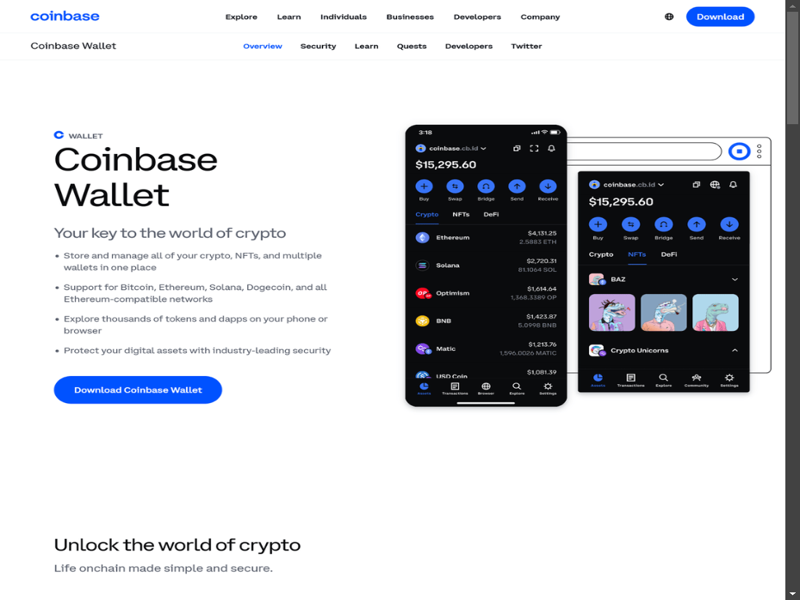 coinbase
Explore Learn Individuals Businesses Developers Company
Download
Coinbase Wallet
Overview Security Learn Quests Developers Twitter
WALLET
Coinbase
Wallet
Your key to the world of crypto
• Store and manage all of your crypto, NFTs, and multiple
wallets in one place
• Support for Bitcoin, Ethereum, Solana, Dogecoin, and all
Ethereum-compatible networks
• Explore thousands of tokens and dapps on your phone or
browser
• Protect your digital assets with industry-leading security
Download Coinbase Wallet
3:18
coinbase.cb.id
$15,295.60
Buy Swap Bridge Send Receive
Crypto NFTs DeFi
Ethereum $4,131.25
2.5883 ETH
Solana $2,720.31
81.1064 SOL
OP Optimism $1,614.64
1,368.3389 OP
BNB $1,423.87
5.0998 BNB
Matic $1,213.76
1,596.0026 MATIC
USD Coin $1,081.39
Assets Transactions Browser Explore Settings
coinbase.cb.id
$15,295.60
Buy Swap Bridge Send Receive
Crypto NFTs DeFi
BAZ
Crypto Unicorns
Assets Transactions Explore Community Settings
Unlock the world of crypto
Life onchain made simple and secure.